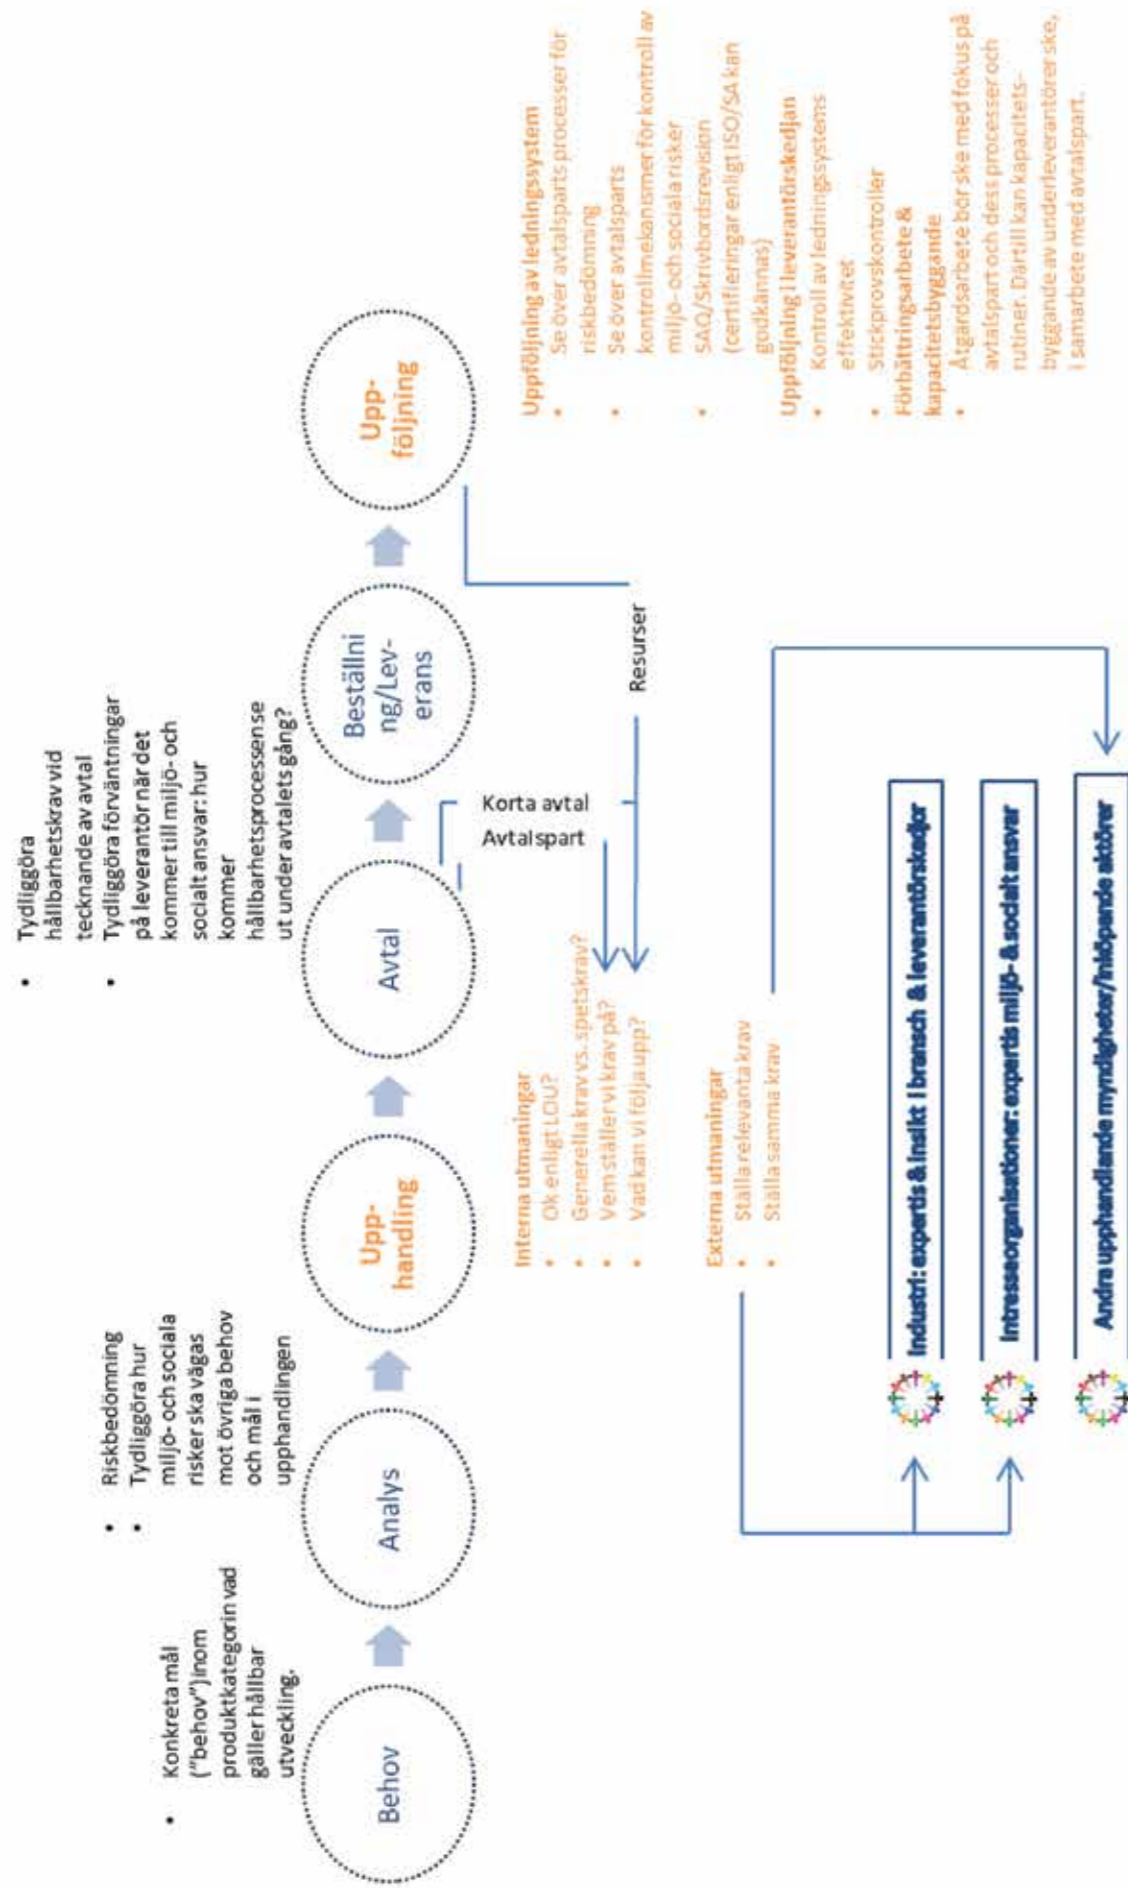 Konkreta mål
("behov") inom
produktkategorin vad
gäller hållbar
utveckling.
Riskbedömning
Tydliggöra hur
miljö- och sociala
risker ska vägas
mot övriga behov
och mål i
upphandlingen
Tydliggöra
hållbarhetskrav vid
tecknande av avtal
Tydliggöra förväntningar
på leverantör när det
kommer till miljö- och
socialt ansvar: hur
kommer
hållbarhetsprocessen se
ut under avtalets gång?
Behov
Analys
Upp-
handling
Avtal
Beställni
ng/Lev-
erans
Upp-
följning
Interna utmaningar
Ok enligt LOU?
Generella krav vs. spetskrav?
Vem ställer vi krav på?
Vad kan vi följa upp?
Korta avtal
Avtalspart
Resurser
Externa utmaningar
Ställa relevanta krav
Ställa samma krav
Industri: expertis & insikt i bransch & leverantörskedjor
Intresseorganisationer: expertis miljö- & socialt ansvar
Andra upphandlande myndigheter/inköpande aktörer
Uppföljning av ledningssystem
Se över avtalsparts processer för
riskbedömning
Se över avtalsparts
kontrollmekanismer för kontroll av
miljö- och sociala risker
SAQ/Skrivbordsrevision
(certifieringar enligt ISO/SA kan
godkännas)
Uppföljning i leverantörskedjan
Kontroll av ledningssystems
effektivitet
Stickprovskontroller
Förbättringsarbete &
kapacitetsbyggande
Åtgärdsarbete bör ske med fokus på
avtalspart och dess processer och
rutiner. Därtill kan kapacitets-
byggande av underleverantörer ske,
i samarbete med avtalspart.